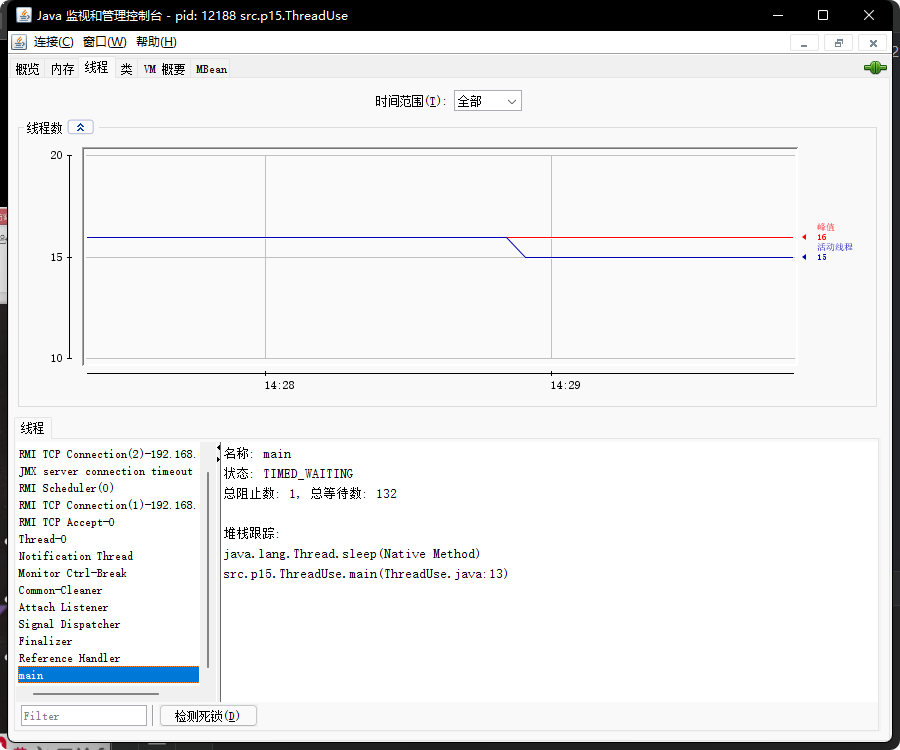 Java 监视和管理控制台 - pid: 12188 src.p15.ThreadUse
连接(C) 窗口(W) 帮助(H)
概览 内存 线程 类 VM 概要 MBean
时间范围(T): 全部
线程数
20
15
10
峰值
16
活动线程
15
14:28 14:29
线程
RMI TCP Connection(2)-192.168.
JMX server connection timeout
RMI Scheduler(0)
RMI TCP Connection(1)-192.168.
RMI TCP Accept-0
Thread-0
Notification Thread
Monitor Ctrl-Break
Common-Cleaner
Attach Listener
Signal Dispatcher
Finalizer
Reference Handler
main
名称: main
状态: TIMED_WAITING
总阻止数: 1, 总等待数: 132
堆栈跟踪:
java.lang.Thread.sleep(Native Method)
src.p15.ThreadUse.main(ThreadUse.java:13)
Filter
检测死锁(D)